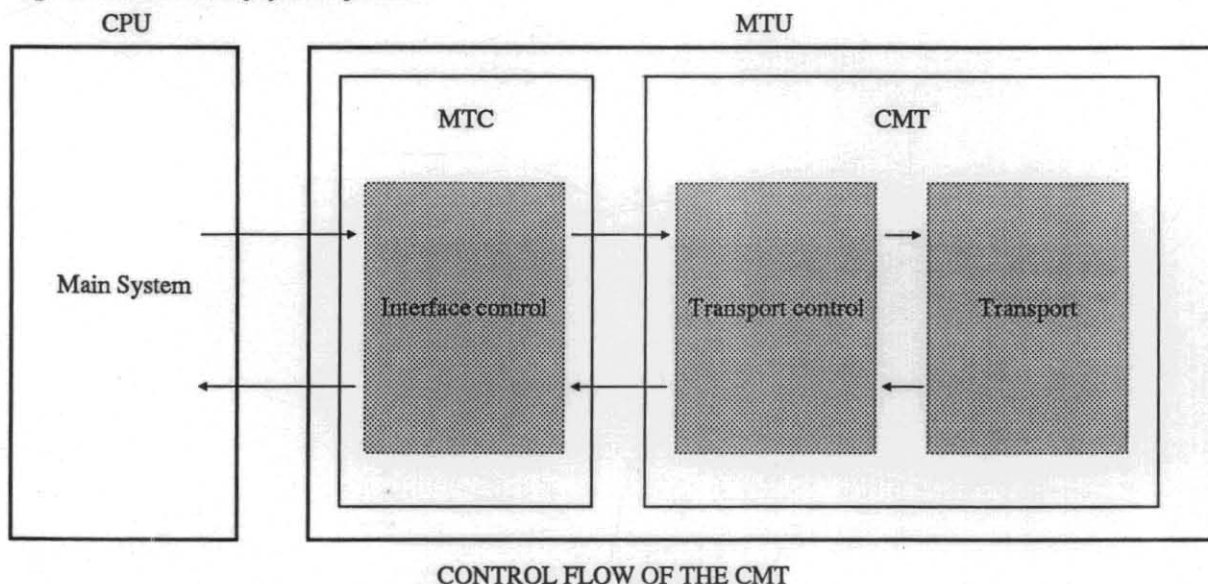 CPU
MTU
MTC
CMT
Main System
Interface control
Transport control
Transport
CONTROL FLOW OF THE CMT